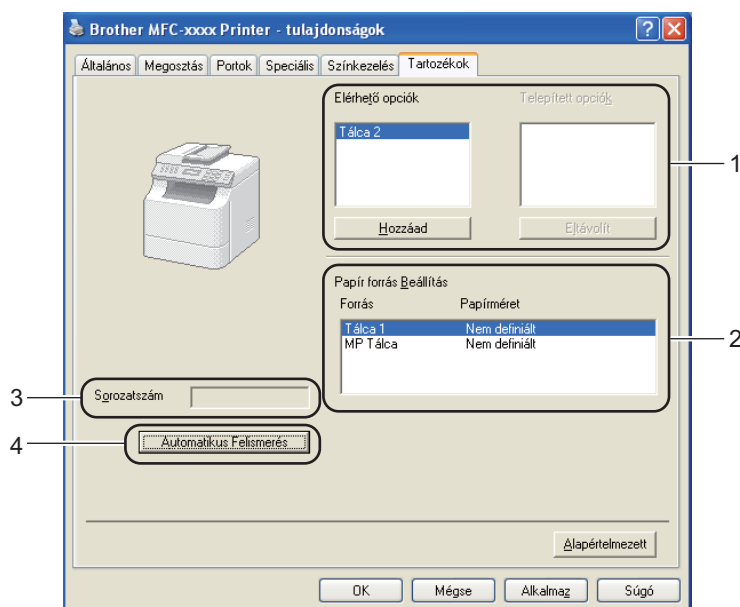 Brother MFC-xxxx Printer - tulajdonságok
Általános Megosztás Portok Speciális Színkezelés Tartozékok
Elérhető opciók Telepített opciók
Tálca 2
1
Hozzáad Eltávolít
Papír forrás Beállítás
Forrás Papírméret
Tálca 1 Nem definiált
MP Tálca Nem definiált
2
3 Sorozatszám
4 Automatikus Felismerés
Alapértelmezett
OK Mégse Alkalmaz Súgó